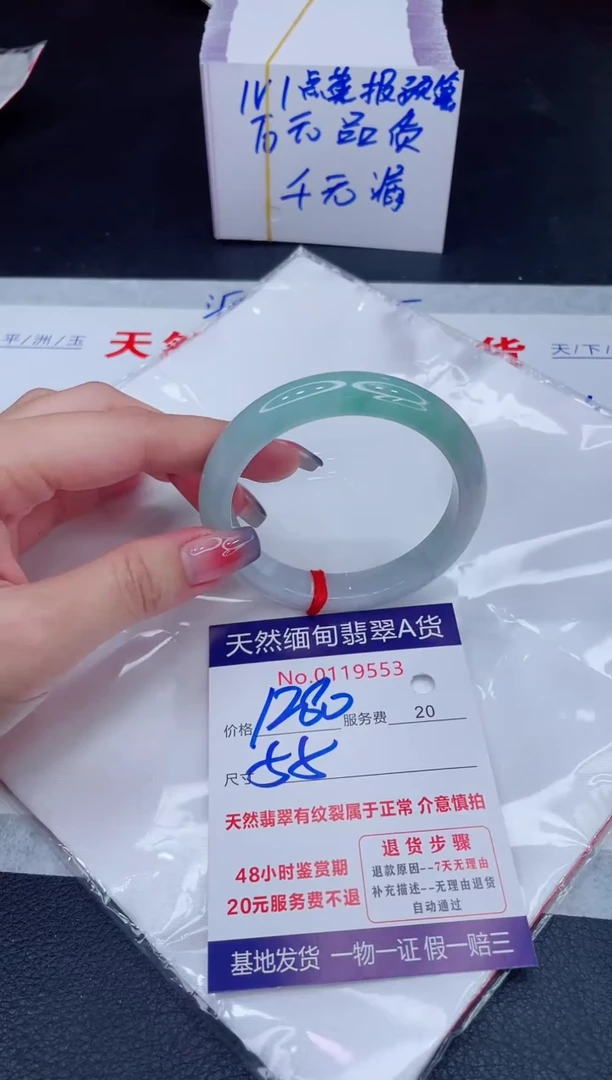 1V1点菜报预算
百元品质
千元漏
平/洲/玉
天
货
天/下/
天然缅甸翡翠A货
No.0119553
价格 1280 服务费 20
尺寸 55
天然翡翠有纹裂属于正常 介意慎拍
48小时鉴赏期
20元服务费不退
退货步骤
退款原因--7天无理由
补充描述--无理由退货
自动通过
基地发货 一物一证 假一赔三